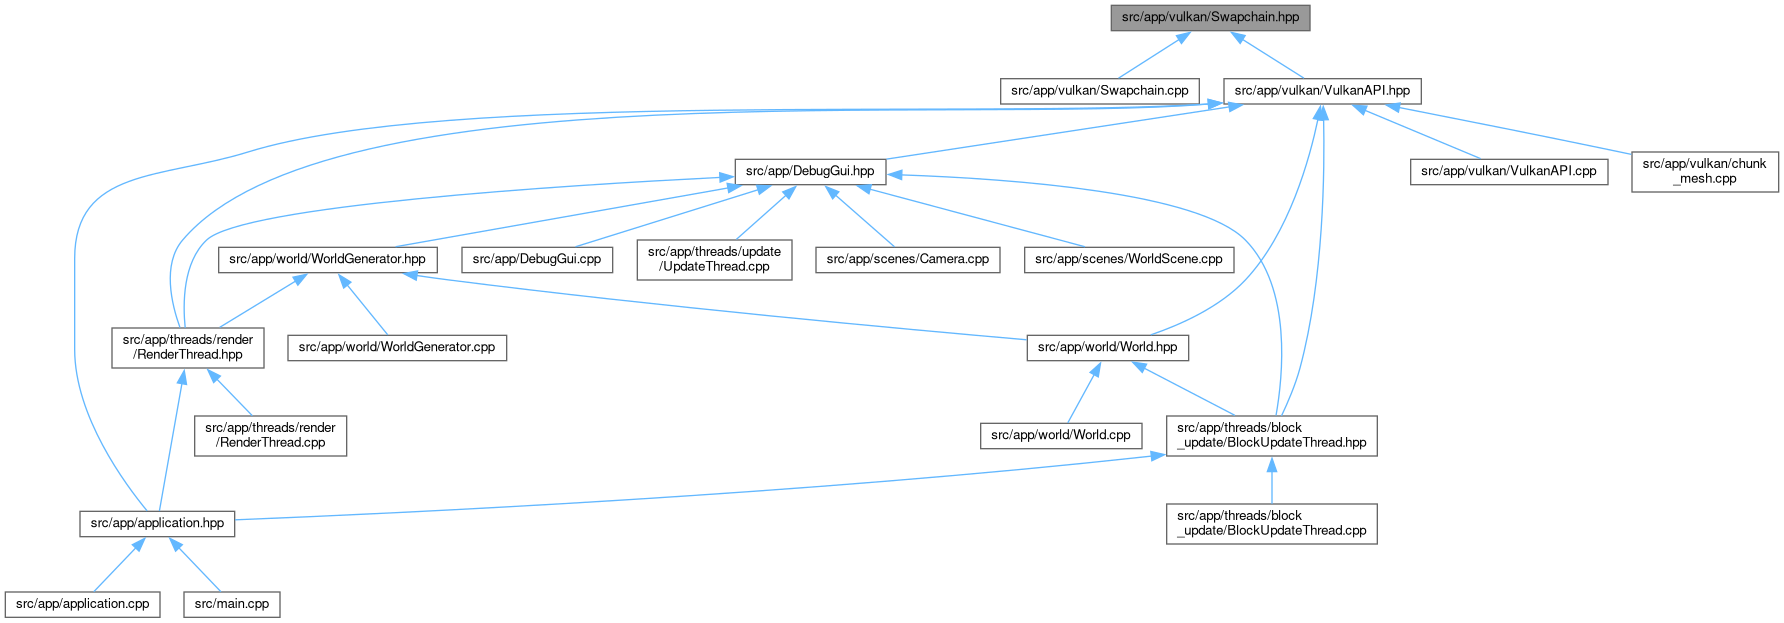 src/app/vulkan/Swapchain.hpp
src/app/vulkan/Swapchain.cpp
src/app/vulkan/VulkanAPI.hpp
src/app/DebugGui.hpp
src/app/vulkan/VulkanAPI.cpp
src/app/vulkan/chunk
_mesh.cpp
src/app/world/WorldGenerator.hpp
src/app/DebugGui.cpp
src/app/threads/update
/UpdateThread.cpp
src/app/scenes/Camera.cpp
src/app/scenes/WorldScene.cpp
src/app/threads/render
/RenderThread.hpp
src/app/world/WorldGenerator.cpp
src/app/world/World.hpp
src/app/threads/render
/RenderThread.cpp
src/app/world/World.cpp
src/app/threads/block
_update/BlockUpdateThread.hpp
src/app/application.hpp
src/app/threads/block
_update/BlockUpdateThread.cpp
src/app/application.cpp
src/main.cpp